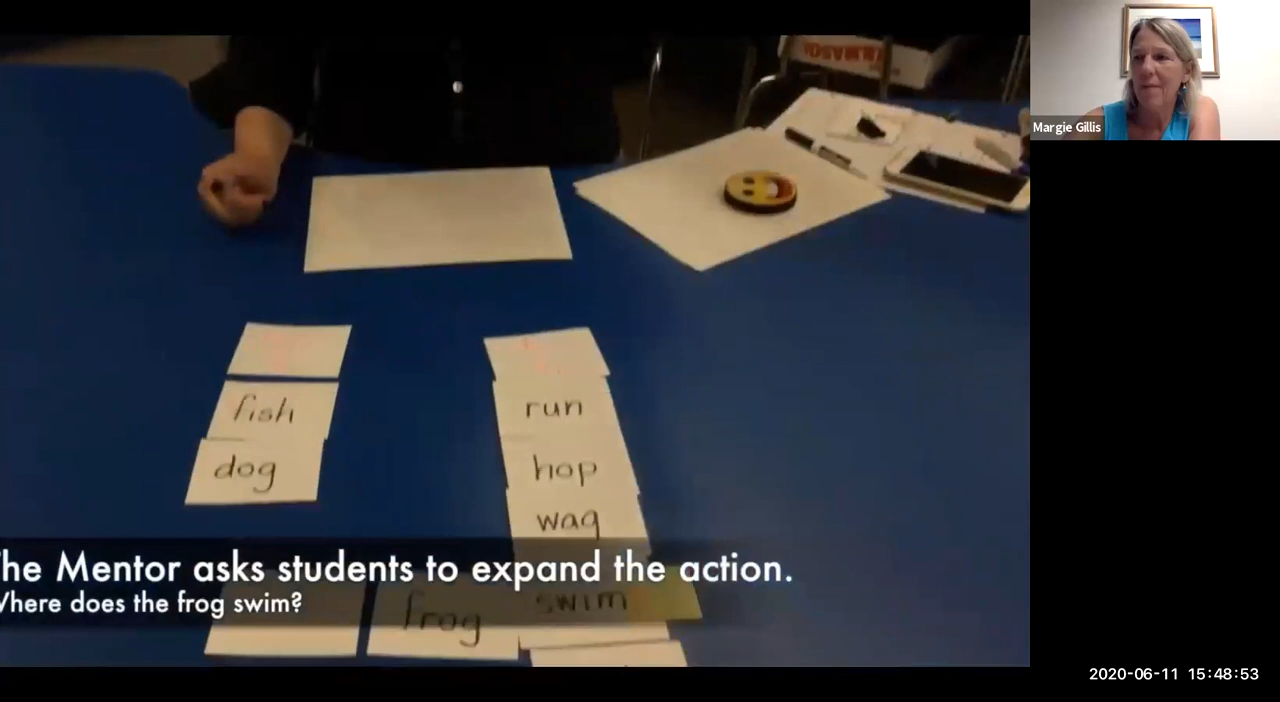 Margie Gillis
fish
dog
run
hop
wag
he Mentor asks students to expand the action.
Where does the frog swim?
frog
swim
2020-06-11 15:48:53